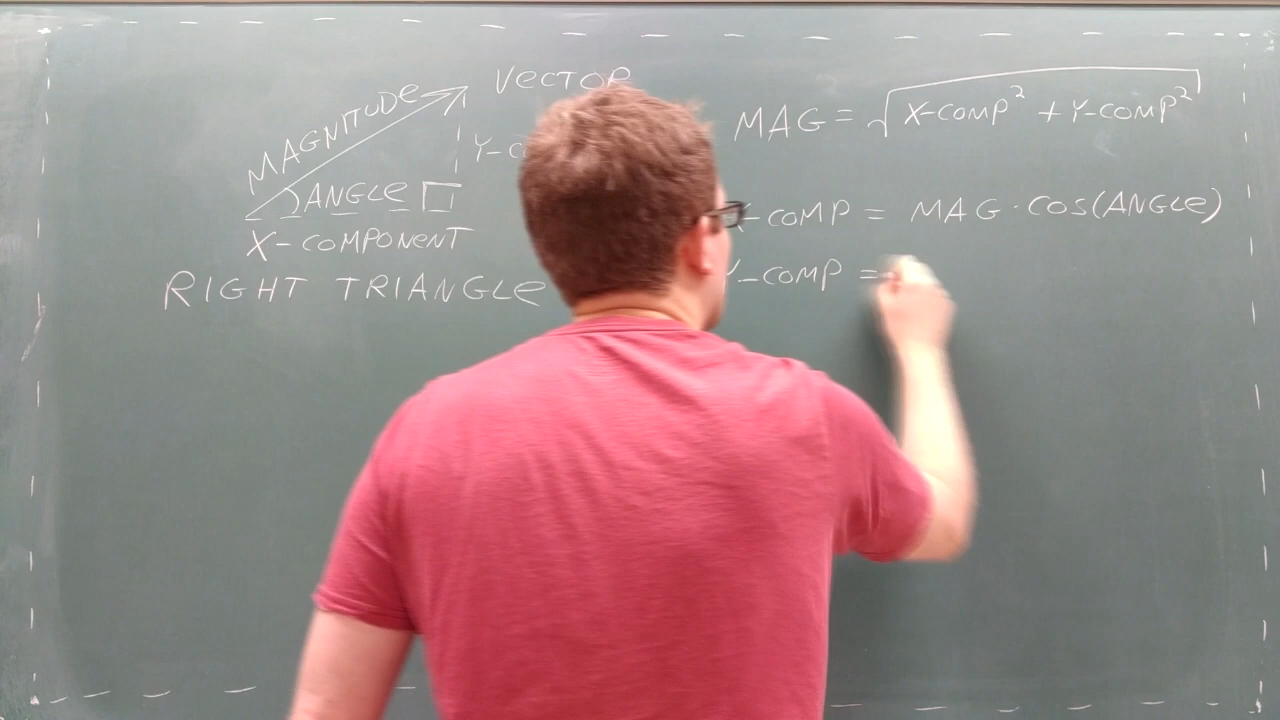 VECTOR
MAGNITUDE
ANGLE
X-COMPONENT
RIGHT TRIANGLE
MAG = √X-COMP² + Y-COMP²
-COMP = MAG · COS(ANGLE)
Y-COMP =